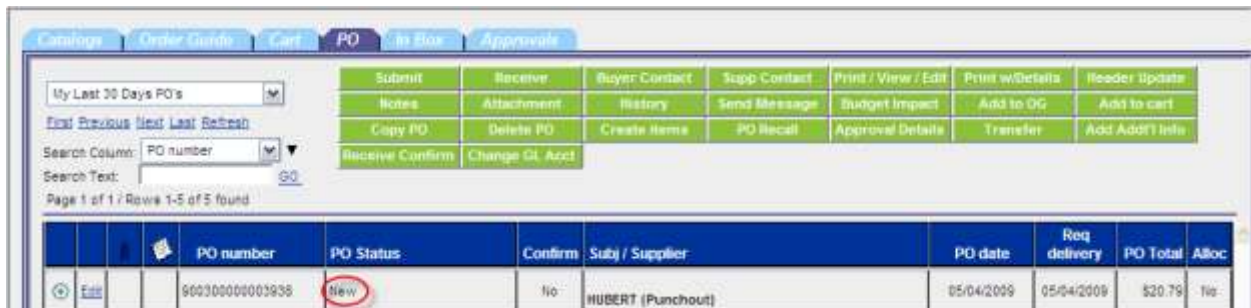 Catalogs Order Guide Cart PO In Box Approvals
My Last 30 Days PO's
First Previous Next Last Refresh
Search Column: PO number
Search Text: GO
Page 1 of 1 / Rows 1-5 of 5 found
Submit Receive Buyer Contact Supp Contact Print / View / Edit Print w/Details Header Update
Notes Attachment History Send Message Budget Impact Add to OG Add to cart
Copy PO Delete PO Create Items PO Recall Approval Details Transfer Add Addt'l Info
Receive Confirm Change GL Acct
PO number PO Status Confirm Subj / Supplier PO date Req delivery PO Total Alloc
Edit 900300000003936 New No HUBERT (Punchout) 05/04/2009 05/04/2009 $20.79 No